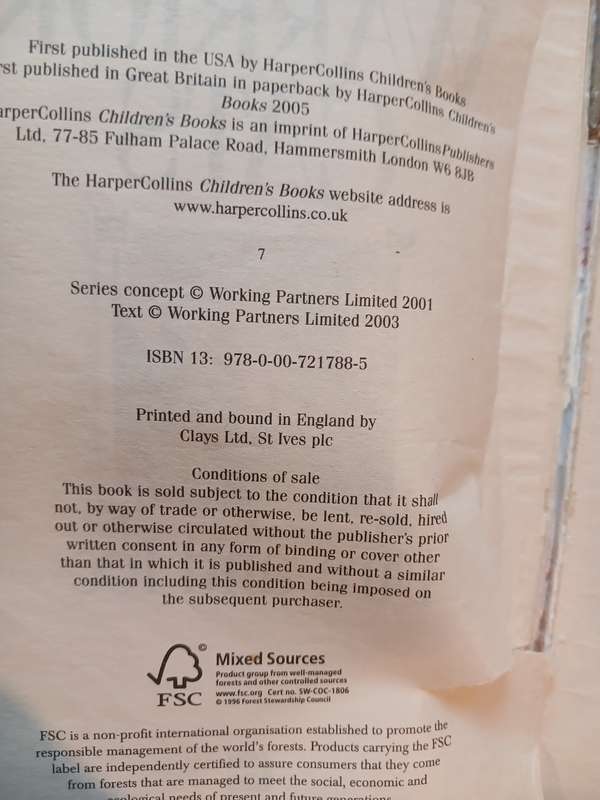 First published in the USA by HarperCollins Children's Books
published in Great Britain in paperback by HarperCollins Children's
Books 2005
Children's Books is an imprint of HarperCollinsPublishers
Ltd, 77-85 Fulham Palace Road, Hammersmith London W6 8JB
The HarperCollins Children's Books website address is
www.harpercollins.co.uk
7
Series concept © Working Partners Limited 2001
Text © Working Partners Limited 2003
ISBN 13: 978-0-00-721788-5
Printed and bound in England by
Clays Ltd, St Ives plc
Conditions of sale
This book is sold subject to the condition that it shall
not, by way of trade or otherwise, be lent, re-sold, hired
out or otherwise circulated without the publisher's prior
written consent in any form of binding or cover other
than that in which it is published and without a similar
condition including this condition being imposed on
the subsequent purchaser.
©
FSC
Mixed Sources
Product group from well-managed
forests and other controlled sources
www.fsc.org Cert no. SW-COC-1806
© 1996 Forest Stewardship Council
FSC is a non-profit international organisation established to promote the
responsible management of the world's forests. Products carrying the FSC
label are independently certified to assure consumers that they come
from forests that are managed to meet the social, economic and
ecological needs of present and future generations